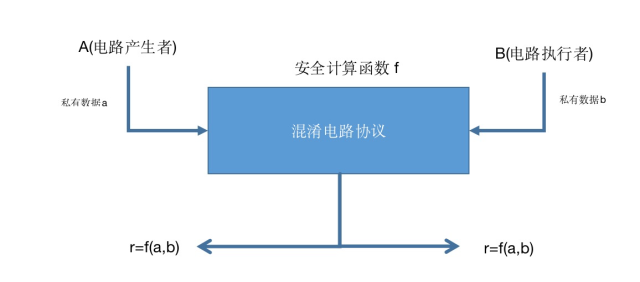 A(电路产生者)
B(电路执行者)
安全计算函数 f
私有数据a
私有数据b
混淆电路协议
r=f(a,b)
r=f(a,b)